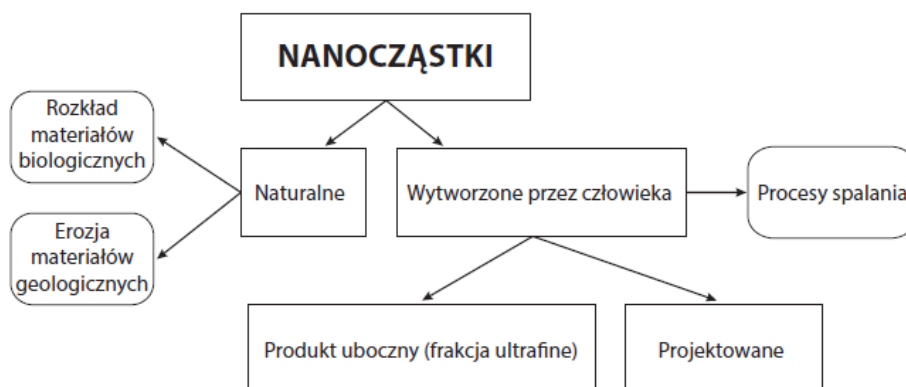 NANOCZĄSTKI
Rozkład
materiałów
biologicznych
Naturalne
Wytworzone przez człowieka
Procesy spalania
Erozja
materiałów
geologicznych
Produkt uboczny (frakcja ultrafine)
Projektowane